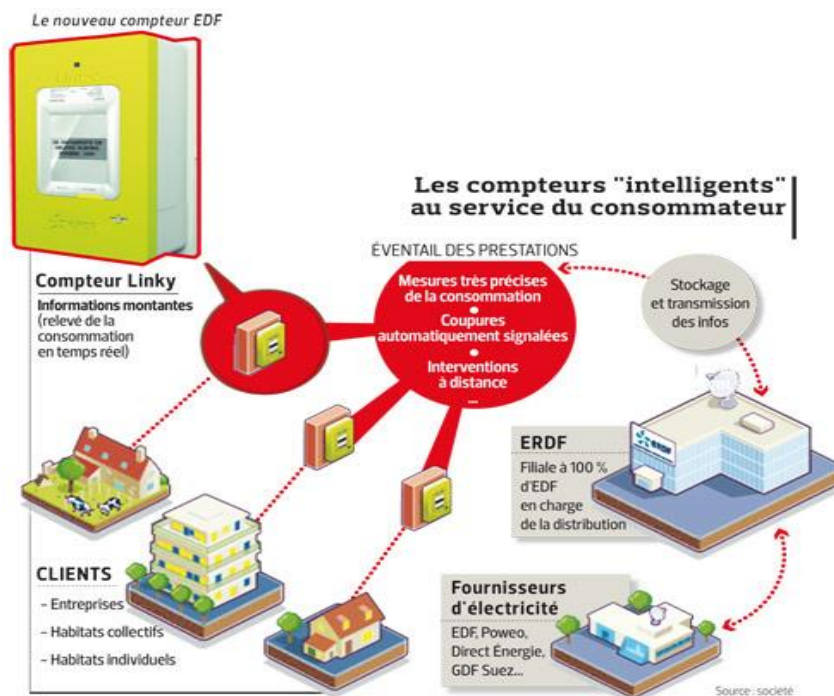 Le nouveau compteur EDF
Les compteurs "intelligents"
au service du consommateur
ÉVENTAIL DES PRESTATIONS
Mesures très précises
de la consommation
•
Coupures
automatiquement signalées
•
Interventions
à distance
...
Stockage
et transmission
des infos
Compteur Linky
Informations montantes
(relevé de la
consommation
en temps réel)
ERDF
Filiale à 100 %
d'EDF
en charge
de la distribution
ERDF
CLIENTS
– Entreprises
– Habitats collectifs
– Habitats individuels
Fournisseurs
d'électricité
EDF, Poweo,
Direct Énergie,
GDF Suez...
Source : société